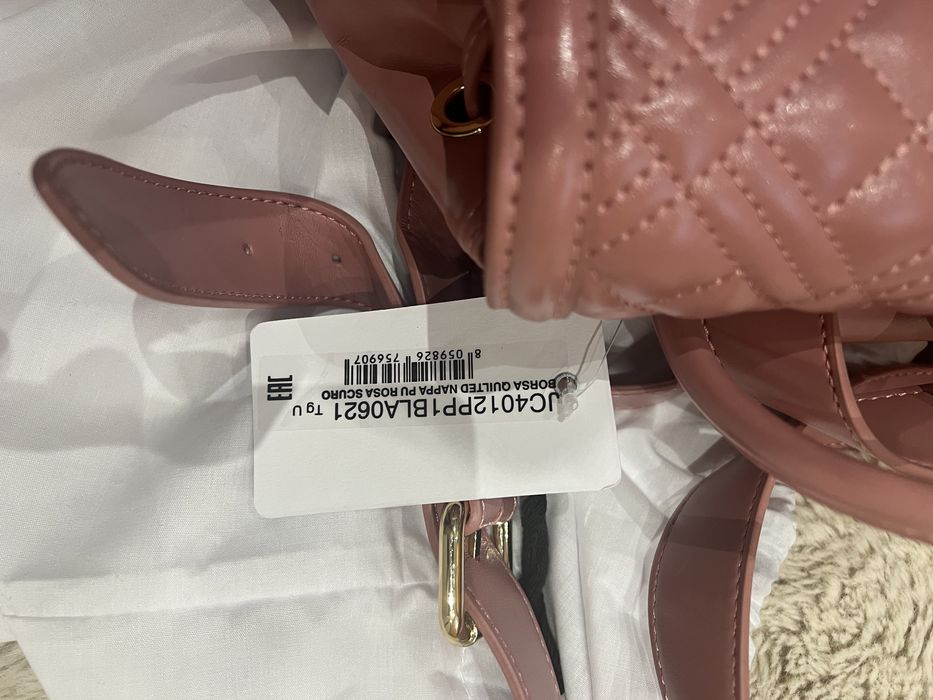 JC4012PP1BLA0621 Tg U
BORSA QUILTED NAPPA PU ROSA SCURO
8 059826 756907
EAC